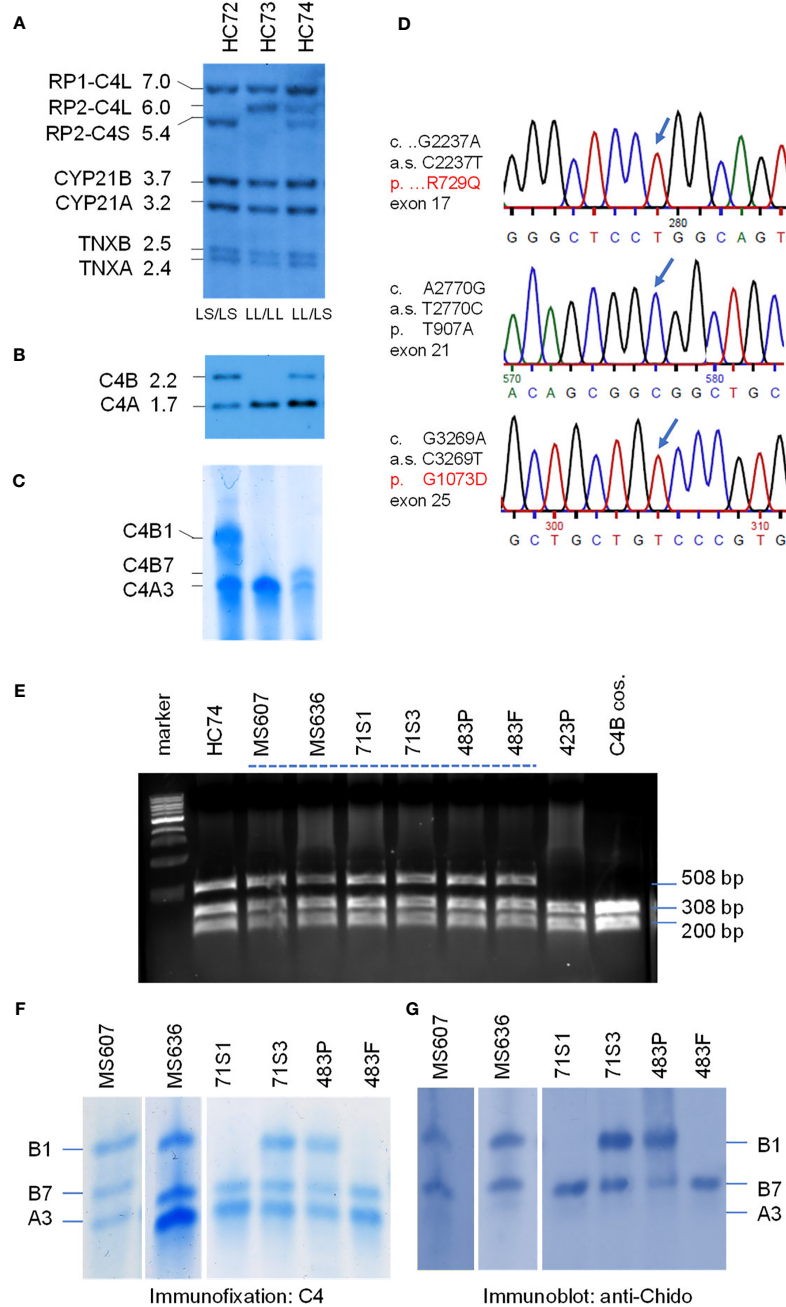 A
HC72 HC73 HC74
RP1-C4L 7.0
RP2-C4L 6.0
RP2-C4S 5.4
CYP21B 3.7
CYP21A 3.2
TNXB 2.5
TNXA 2.4
LS/LS LL/LL LL/LS
B
C4B 2.2
C4A 1.7
C
C4B1
C4B7
C4A3
D
c. ..G2237A
a.s. C2237T
p. ...R729Q
exon 17
280
G G G C T C C T G G C A G T
c. A2770G
a.s. T2770C
p. T907A
exon 21
570 580
A C A G C G G C G G C T G C
c. G3269A
a.s. C3269T
p. G1073D
exon 25
300 310
G C T G C T G T C C C G T G
E
marker HC74 MS607 MS636 71S1 71S3 483P 483F 423P C4B cos.
508 bp
308 bp
200 bp
F
MS607 MS636 71S1 71S3 483P 483F
B1
B7
A3
Immunofixation: C4
G
MS607 MS636 71S1 71S3 483P 483F
B1
B7
A3
Immunoblot: anti-Chido